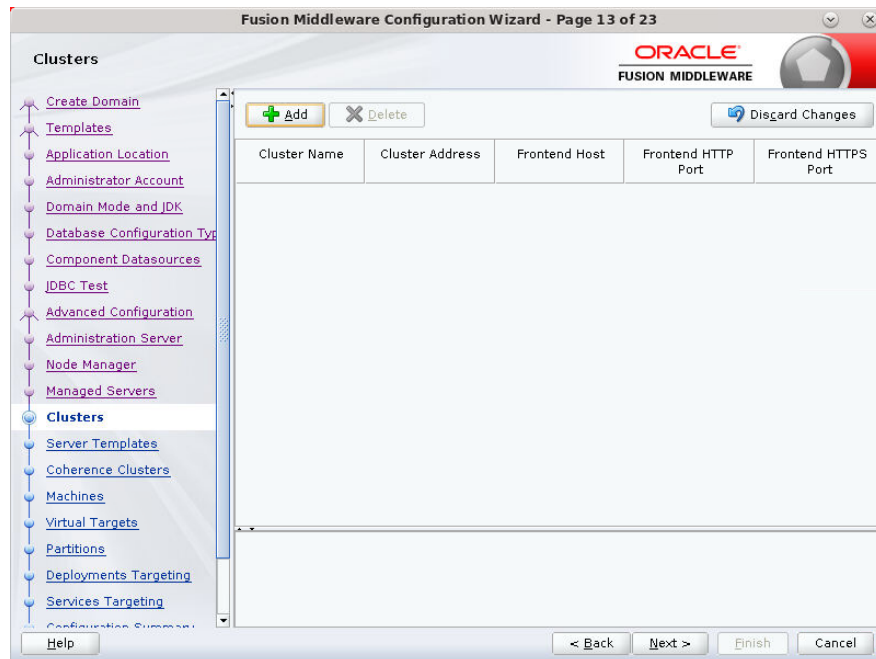 Fusion Middleware Configuration Wizard - Page 13 of 23
Clusters
ORACLE
FUSION MIDDLEWARE
Create Domain
Templates
Application Location
Administrator Account
Domain Mode and JDK
Database Configuration Typ
Component Datasources
JDBC Test
Advanced Configuration
Administration Server
Node Manager
Managed Servers
Clusters
Server Templates
Coherence Clusters
Machines
Virtual Targets
Partitions
Deployments Targeting
Services Targeting
Configuration Summary
Add Delete Discard Changes
Cluster Name Cluster Address Frontend Host Frontend HTTP Frontend HTTPS
Port Port
Help < Back Next > Finish Cancel